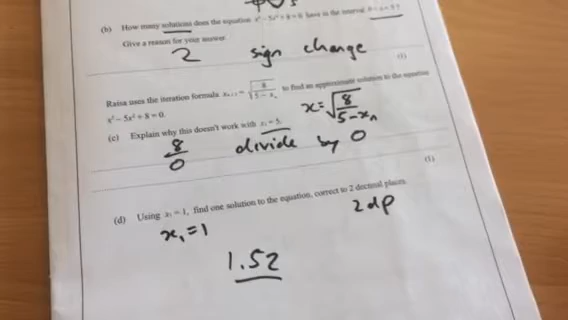 (b) How many solutions does the equation x³ – 5x² + 8 = 0 have in the interval
Give a reason for your answer.
2 sign change
(1)
Raisa uses the iteration formula xₙ₊₁ = √(8/(5 – xₙ)) to find an approximate solution to the equation
x³ – 5x² + 8 = 0.
x = √(8/(5-xₙ))
(c) Explain why this doesn't work with x₁ = 5.
8/0 divide by 0
(1)
(d) Using x₁ = 1, find one solution to the equation, correct to 2 decimal places.
x₁ = 1 2dp
1.52